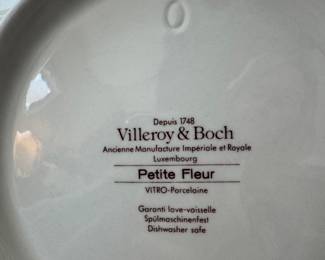 Depuis 1748
Villeroy & Boch
Ancienne Manufacture Impériale et Royale
Luxembourg
Petite Fleur
VITRO-Porcelaine
Garanti lave-vaisselle
Spülmaschinenfest
Dishwasher safe